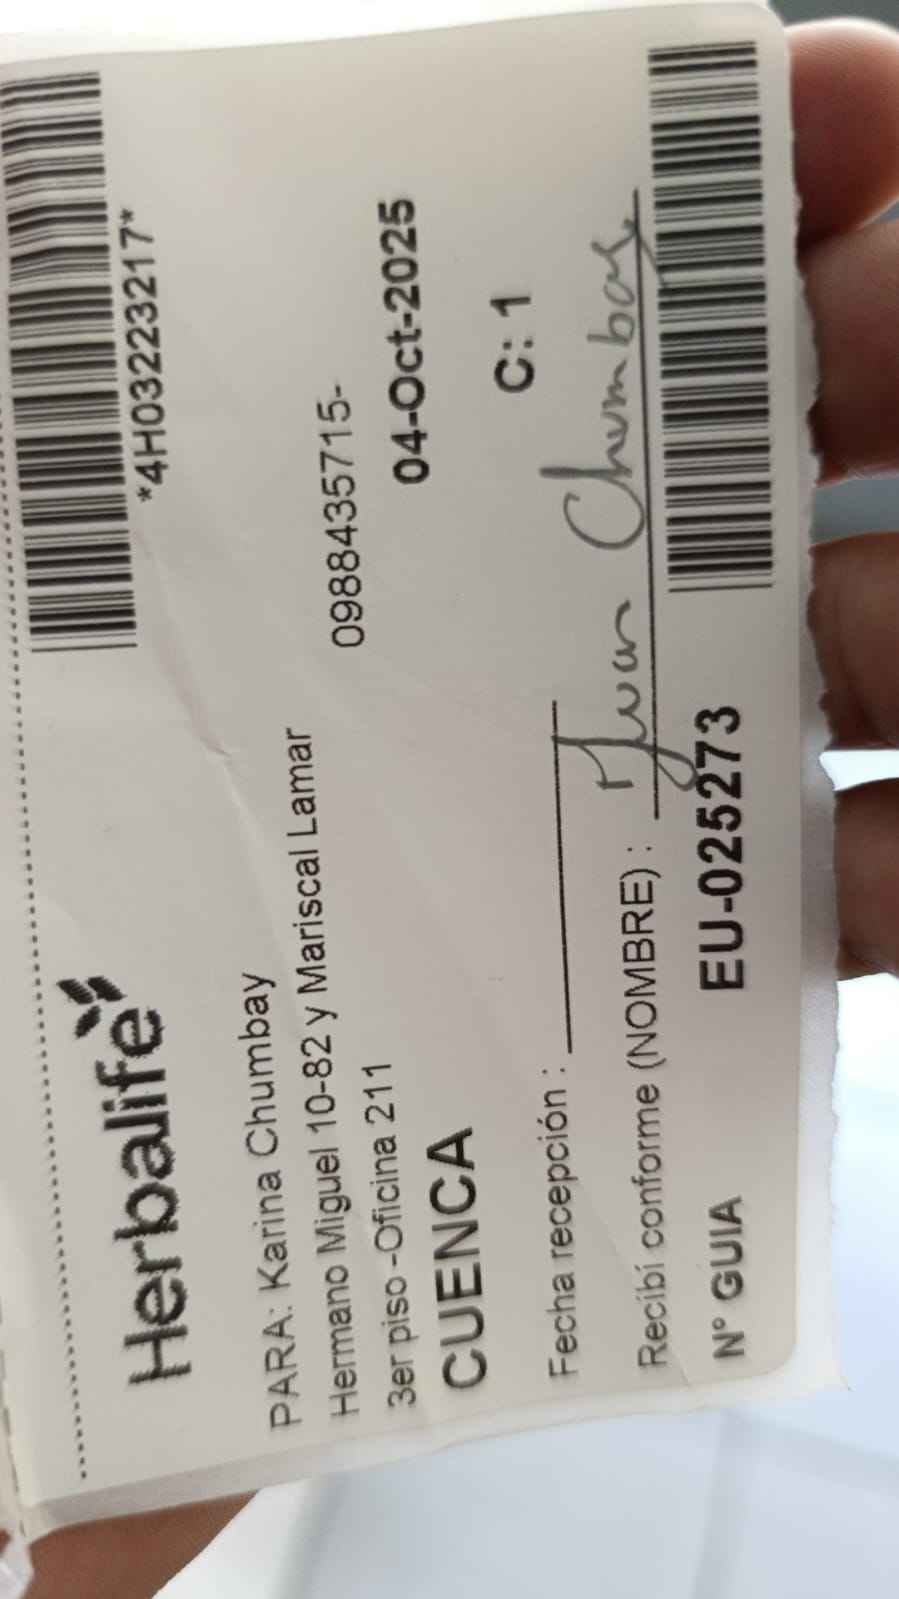 *4H03223217*
Herbalife
PARA: Karina Chumbay
Hermano Miguel 10-82 y Mariscal Lamar
3er piso -Oficina 211
0988435715-
CUENCA
04-Oct-2025
C: 1
Fecha recepción :
Recibí conforme (NOMBRE) : Juan Chumbay
N° GUIA EU-025273